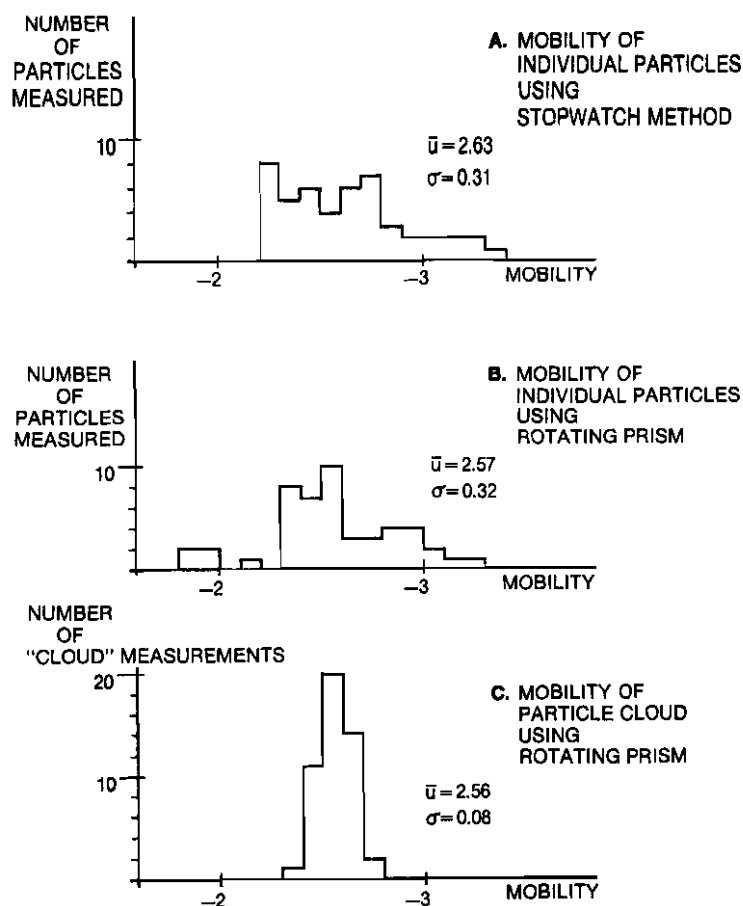 NUMBER
OF
PARTICLES
MEASURED
A. MOBILITY OF
INDIVIDUAL PARTICLES
USING
STOPWATCH METHOD
10
ū = 2.63
σ = 0.31
–2
–3
MOBILITY
NUMBER
OF
PARTICLES
MEASURED
B. MOBILITY OF
INDIVIDUAL PARTICLES
USING
ROTATING PRISM
10
ū = 2.57
σ = 0.32
–2
–3
MOBILITY
NUMBER
OF
"CLOUD" MEASUREMENTS
20
C. MOBILITY OF
PARTICLE CLOUD
USING
ROTATING PRISM
10
ū = 2.56
σ = 0.08
–2
–3
MOBILITY